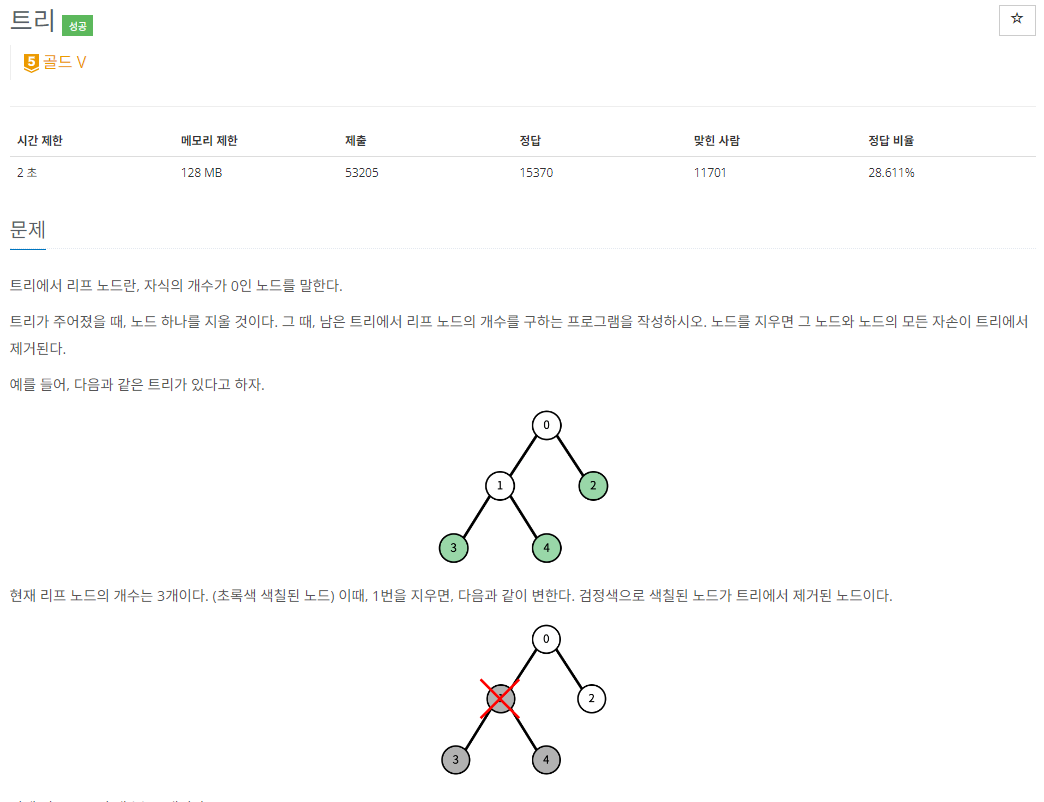 트리 성공
☆
5 골드 V
시간 제한 메모리 제한 제출 정답 맞힌 사람 정답 비율
2 초 128 MB 53205 15370 11701 28.611%
문제
트리에서 리프 노드란, 자식의 개수가 0인 노드를 말한다.
트리가 주어졌을 때, 노드 하나를 지울 것이다. 그 때, 남은 트리에서 리프 노드의 개수를 구하는 프로그램을 작성하시오. 노드를 지우면 그 노드와 노드의 모든 자손이 트리에서
제거된다.
예를 들어, 다음과 같은 트리가 있다고 하자.
0
1 2
3 4
현재 리프 노드의 개수는 3개이다. (초록색 색칠된 노드) 이때, 1번을 지우면, 다음과 같이 변한다. 검정색으로 색칠된 노드가 트리에서 제거된 노드이다.
0
2
3 4